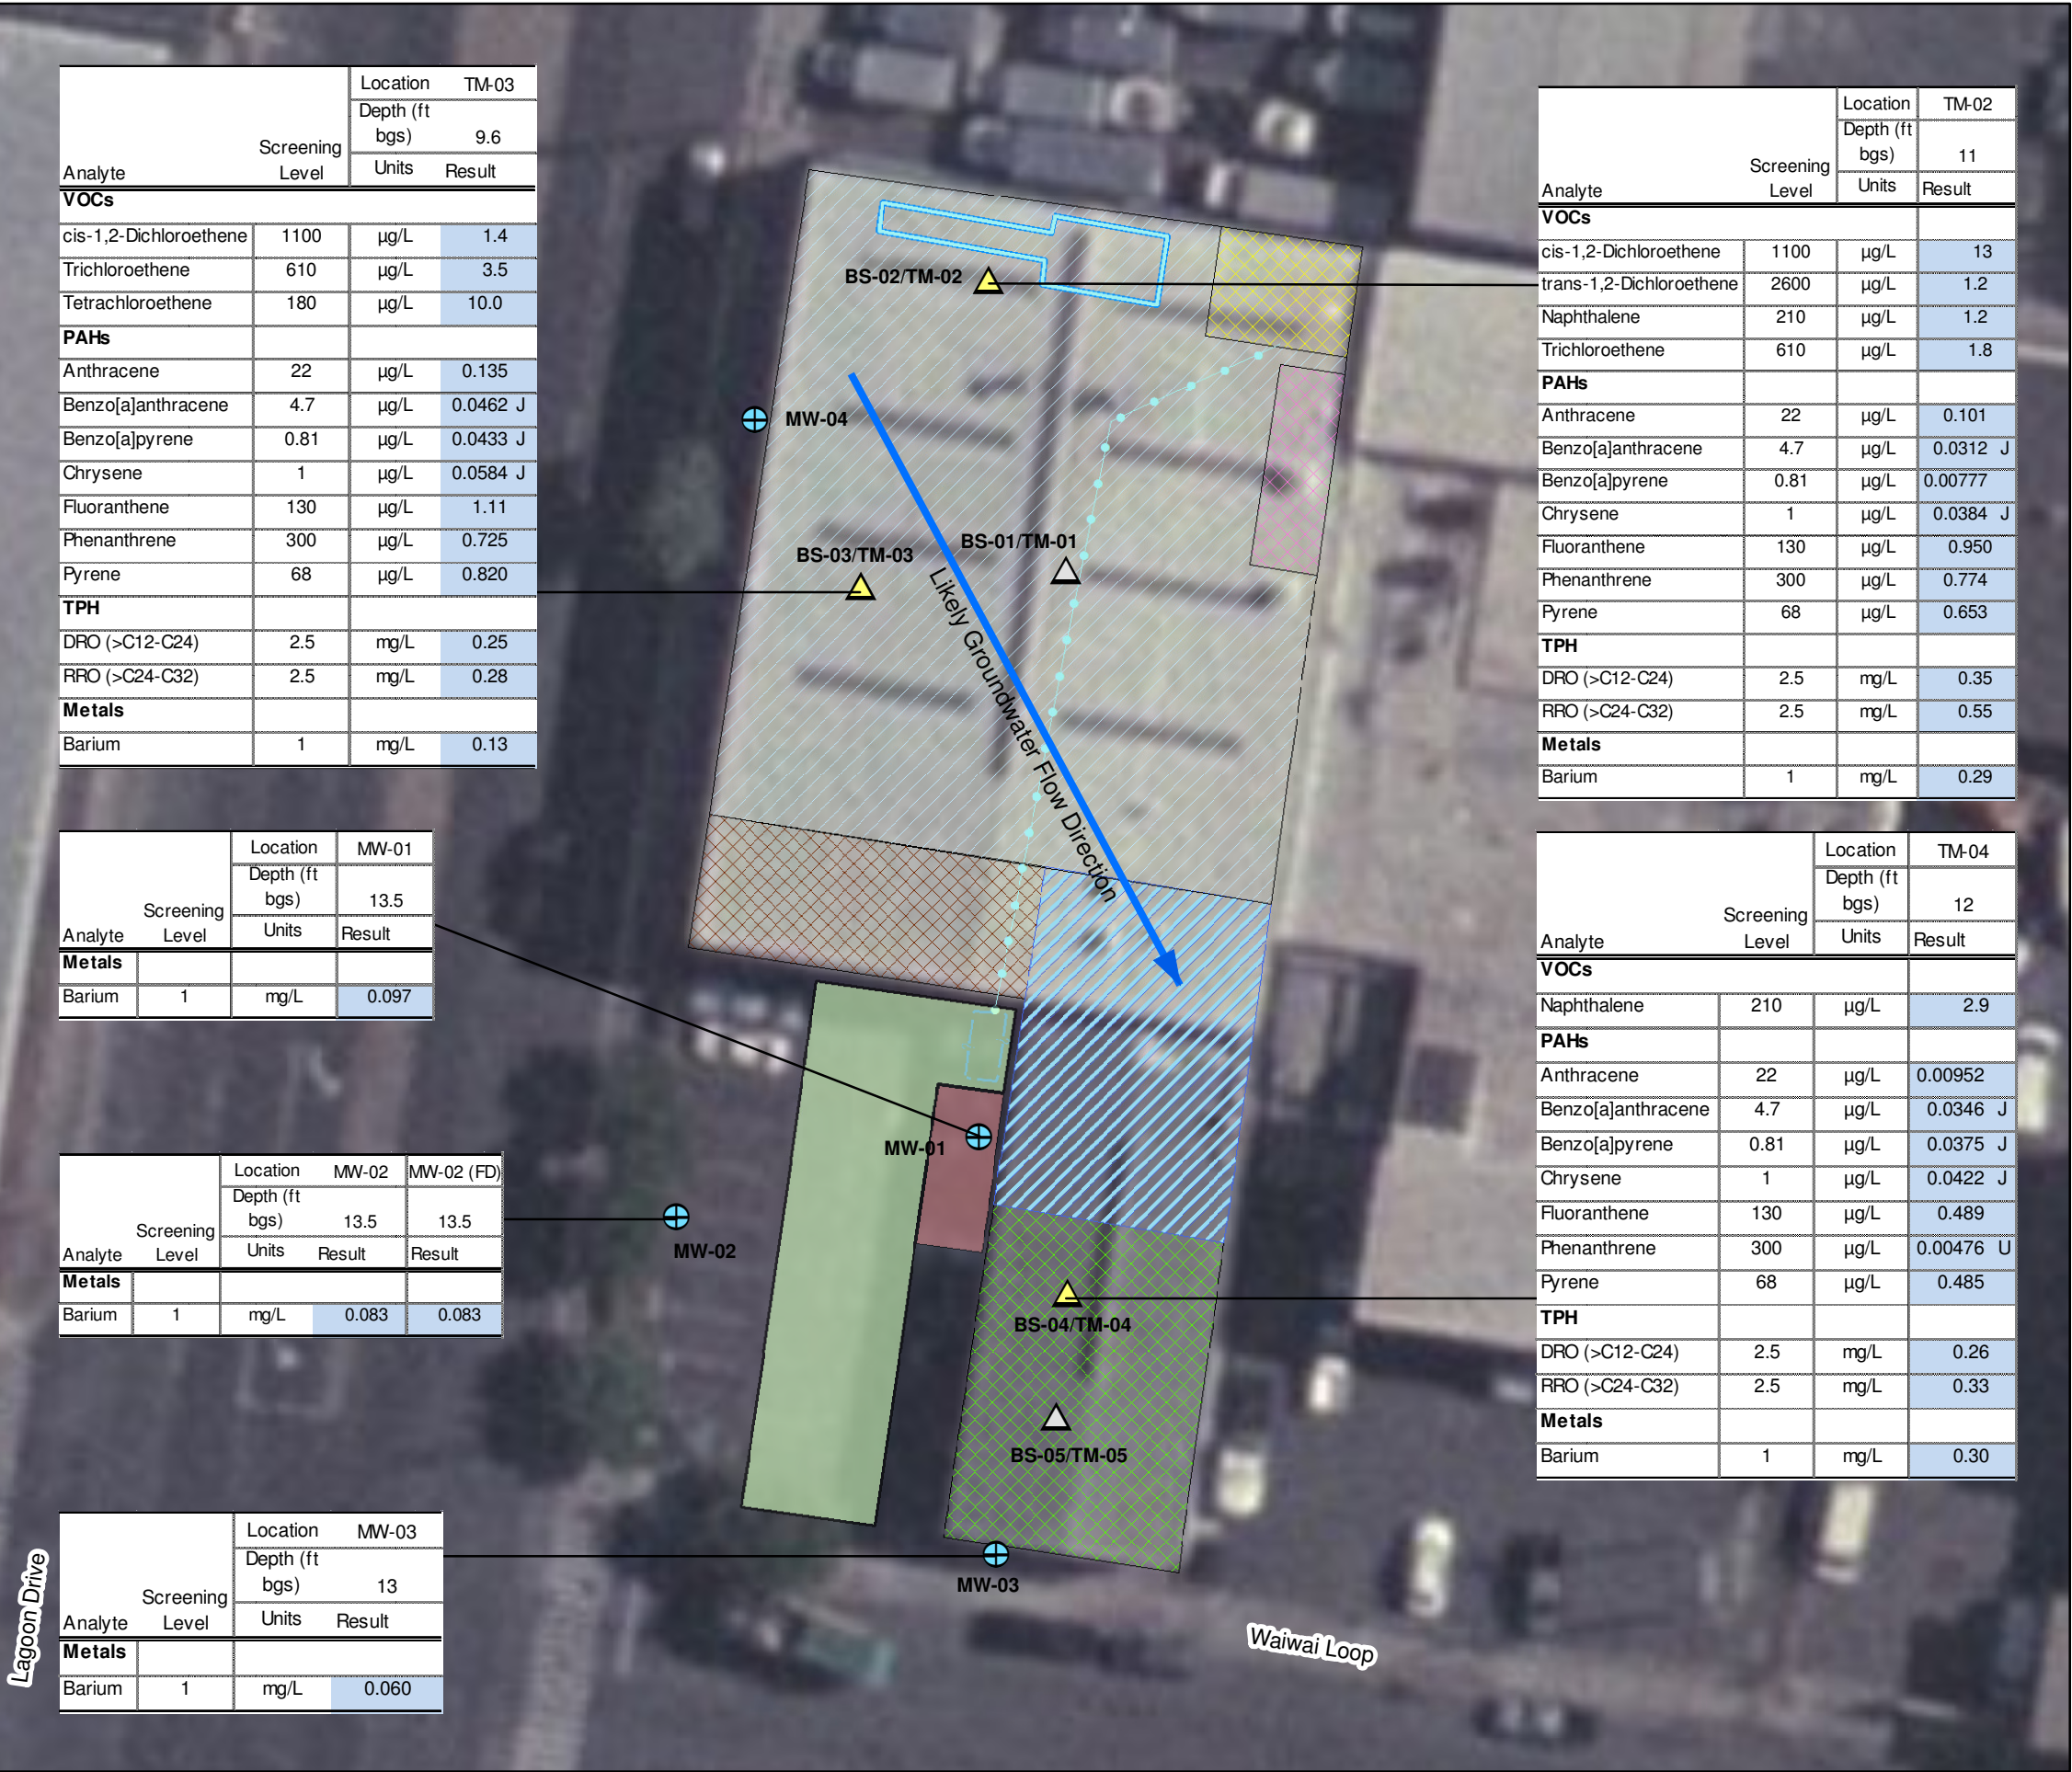 Location TM-03
Depth (ft bgs) 9.6
Analyte Screening Level Units Result
VOCs
cis-1,2-Dichloroethene 1100 µg/L 1.4
Trichloroethene 610 µg/L 3.5
Tetrachloroethene 180 µg/L 10.0
PAHs
Anthracene 22 µg/L 0.135
Benzo[a]anthracene 4.7 µg/L 0.0462 J
Benzo[a]pyrene 0.81 µg/L 0.0433 J
Chrysene 1 µg/L 0.0584 J
Fluoranthene 130 µg/L 1.11
Phenanthrene 300 µg/L 0.725
Pyrene 68 µg/L 0.820
TPH
DRO (>C12-C24) 2.5 mg/L 0.25
RRO (>C24-C32) 2.5 mg/L 0.28
Metals
Barium 1 mg/L 0.13
Location TM-02
Depth (ft bgs) 11
Analyte Screening Level Units Result
VOCs
cis-1,2-Dichloroethene 1100 µg/L 13
trans-1,2-Dichloroethene 2600 µg/L 1.2
Naphthalene 210 µg/L 1.2
Trichloroethene 610 µg/L 1.8
PAHs
Anthracene 22 µg/L 0.101
Benzo[a]anthracene 4.7 µg/L 0.0312 J
Benzo[a]pyrene 0.81 µg/L 0.00777
Chrysene 1 µg/L 0.0384 J
Fluoranthene 130 µg/L 0.950
Phenanthrene 300 µg/L 0.774
Pyrene 68 µg/L 0.653
TPH
DRO (>C12-C24) 2.5 mg/L 0.35
RRO (>C24-C32) 2.5 mg/L 0.55
Metals
Barium 1 mg/L 0.29
BS-02/TM-02
MW-04
BS-01/TM-01
BS-03/TM-03
Likely Groundwater Flow Direction
Location MW-01
Depth (ft bgs) 13.5
Analyte Screening Level Units Result
Metals
Barium 1 mg/L 0.097
Location TM-04
Depth (ft bgs) 12
Analyte Screening Level Units Result
VOCs
Naphthalene 210 µg/L 2.9
PAHs
Anthracene 22 µg/L 0.00952
Benzo[a]anthracene 4.7 µg/L 0.0346 J
Benzo[a]pyrene 0.81 µg/L 0.0375 J
Chrysene 1 µg/L 0.0422 J
Fluoranthene 130 µg/L 0.489
Phenanthrene 300 µg/L 0.00476 U
Pyrene 68 µg/L 0.485
TPH
DRO (>C12-C24) 2.5 mg/L 0.26
RRO (>C24-C32) 2.5 mg/L 0.33
Metals
Barium 1 mg/L 0.30
MW-01
Location MW-02 MW-02 (FD)
Depth (ft bgs) 13.5 13.5
Analyte Screening Level Units Result Result
Metals
Barium 1 mg/L 0.083 0.083
MW-02
BS-04/TM-04
BS-05/TM-05
Location MW-03
Depth (ft bgs) 13
Analyte Screening Level Units Result
Metals
Barium 1 mg/L 0.060
MW-03
Lagoon Drive
Waiwai Loop